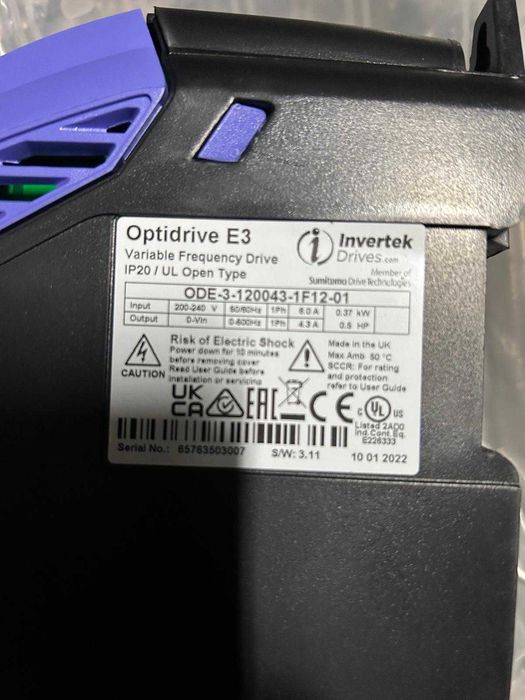 Optidrive E3
Variable Frequency Drive
IP20 / UL Open Type
i Invertek
Drives.com
Member of
Sumitomo Drive Technologies
ODE-3-120043-1F12-01
Input 200-240 V 50/60Hz 1Ph 6.0 A 0.37 kW
Output 0-Vin 0-500Hz 1Ph 4.3 A 0.5 HP
Risk of Electric Shock
Power down for 10 minutes
before removing cover
Read User Guide before
installation or servicing
CAUTION
Made in the UK
Max Amb 50 °C
SCCR: For rating
and protection
refer to User Guide
UK
CA
EAC
CE
c UL us
Listed 2AD0
Ind.Cont.Eq.
E226333
Serial No.: 65763503007 S/W: 3.11 10 01 2022